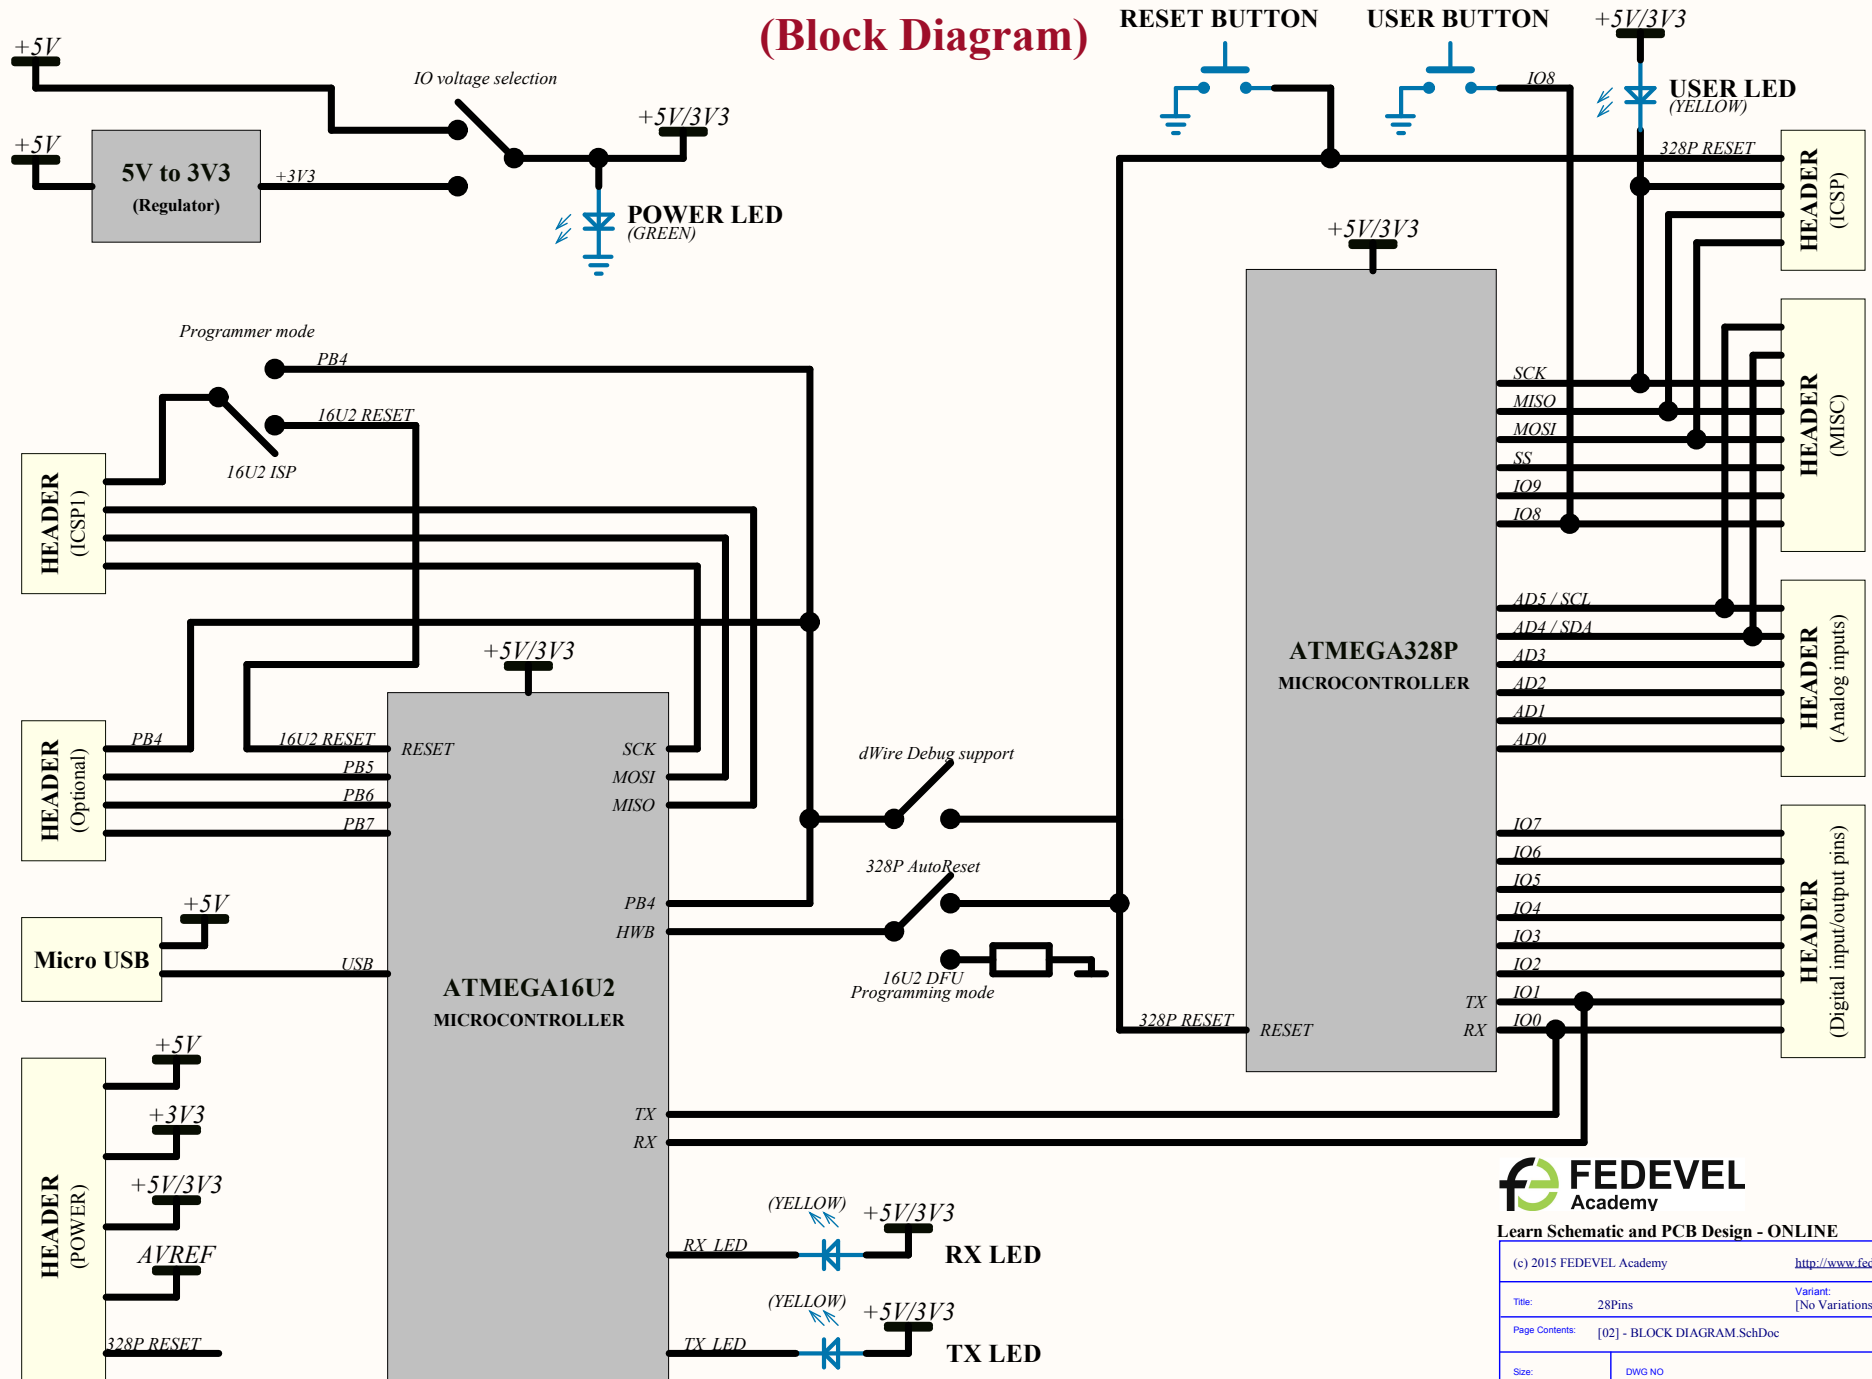 (Block Diagram)
RESET BUTTON
USER BUTTON
+5V/3V3
+5V
IO voltage selection
IO8
USER LED
(YELLOW)
+5V/3V3
+5V
5V to 3V3
(Regulator)
+3V3
POWER LED
(GREEN)
328P RESET
HEADER
(ICSP)
+5V/3V3
Programmer mode
PB4
16U2 RESET
16U2 ISP
HEADER
(ICSP1)
SCK
MISO
MOSI
SS
IO9
IO8
HEADER
(MISC)
AD5 / SCL
AD4 / SDA
AD3
AD2
AD1
AD0
HEADER
(Analog inputs)
ATMEGA328P
MICROCONTROLLER
+5V/3V3
HEADER
(Optional)
PB4
16U2 RESET
PB5
PB6
PB7
RESET
SCK
MOSI
MISO
dWire Debug support
328P AutoReset
PB4
HWB
16U2 DFU
Programming mode
+5V
Micro USB
USB
ATMEGA16U2
MICROCONTROLLER
IO7
IO6
IO5
IO4
IO3
IO2
TX
IO1
RX
IO0
HEADER
(Digital input/output pins)
328P RESET
RESET
HEADER
(POWER)
+5V
+3V3
+5V/3V3
AVREF
328P RESET
TX
RX
(YELLOW)
+5V/3V3
RX_LED
RX LED
(YELLOW)
+5V/3V3
TX_LED
TX LED
FEDEVEL
Academy
Learn Schematic and PCB Design - ONLINE
(c) 2015 FEDEVEL Academy
http://www.fed
Title:
28Pins
Variant:
[No Variations
Page Contents:
[02] - BLOCK DIAGRAM.SchDoc
Size:
DWG NO